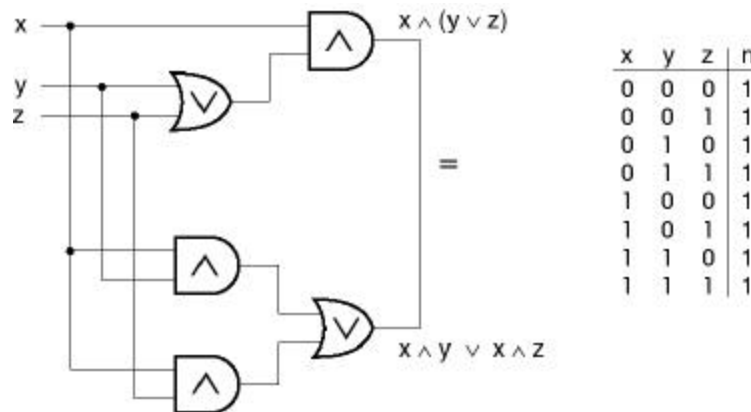 x
y
z
∧
∨
x ∧ (y ∨ z)
=
∧
∧
∨
x ∧ y ∨ x ∧ z
x y z
0 0 0 1
0 0 1 1
0 1 0 1
0 1 1 1
1 0 0 1
1 0 1 1
1 1 0 1
1 1 1 1